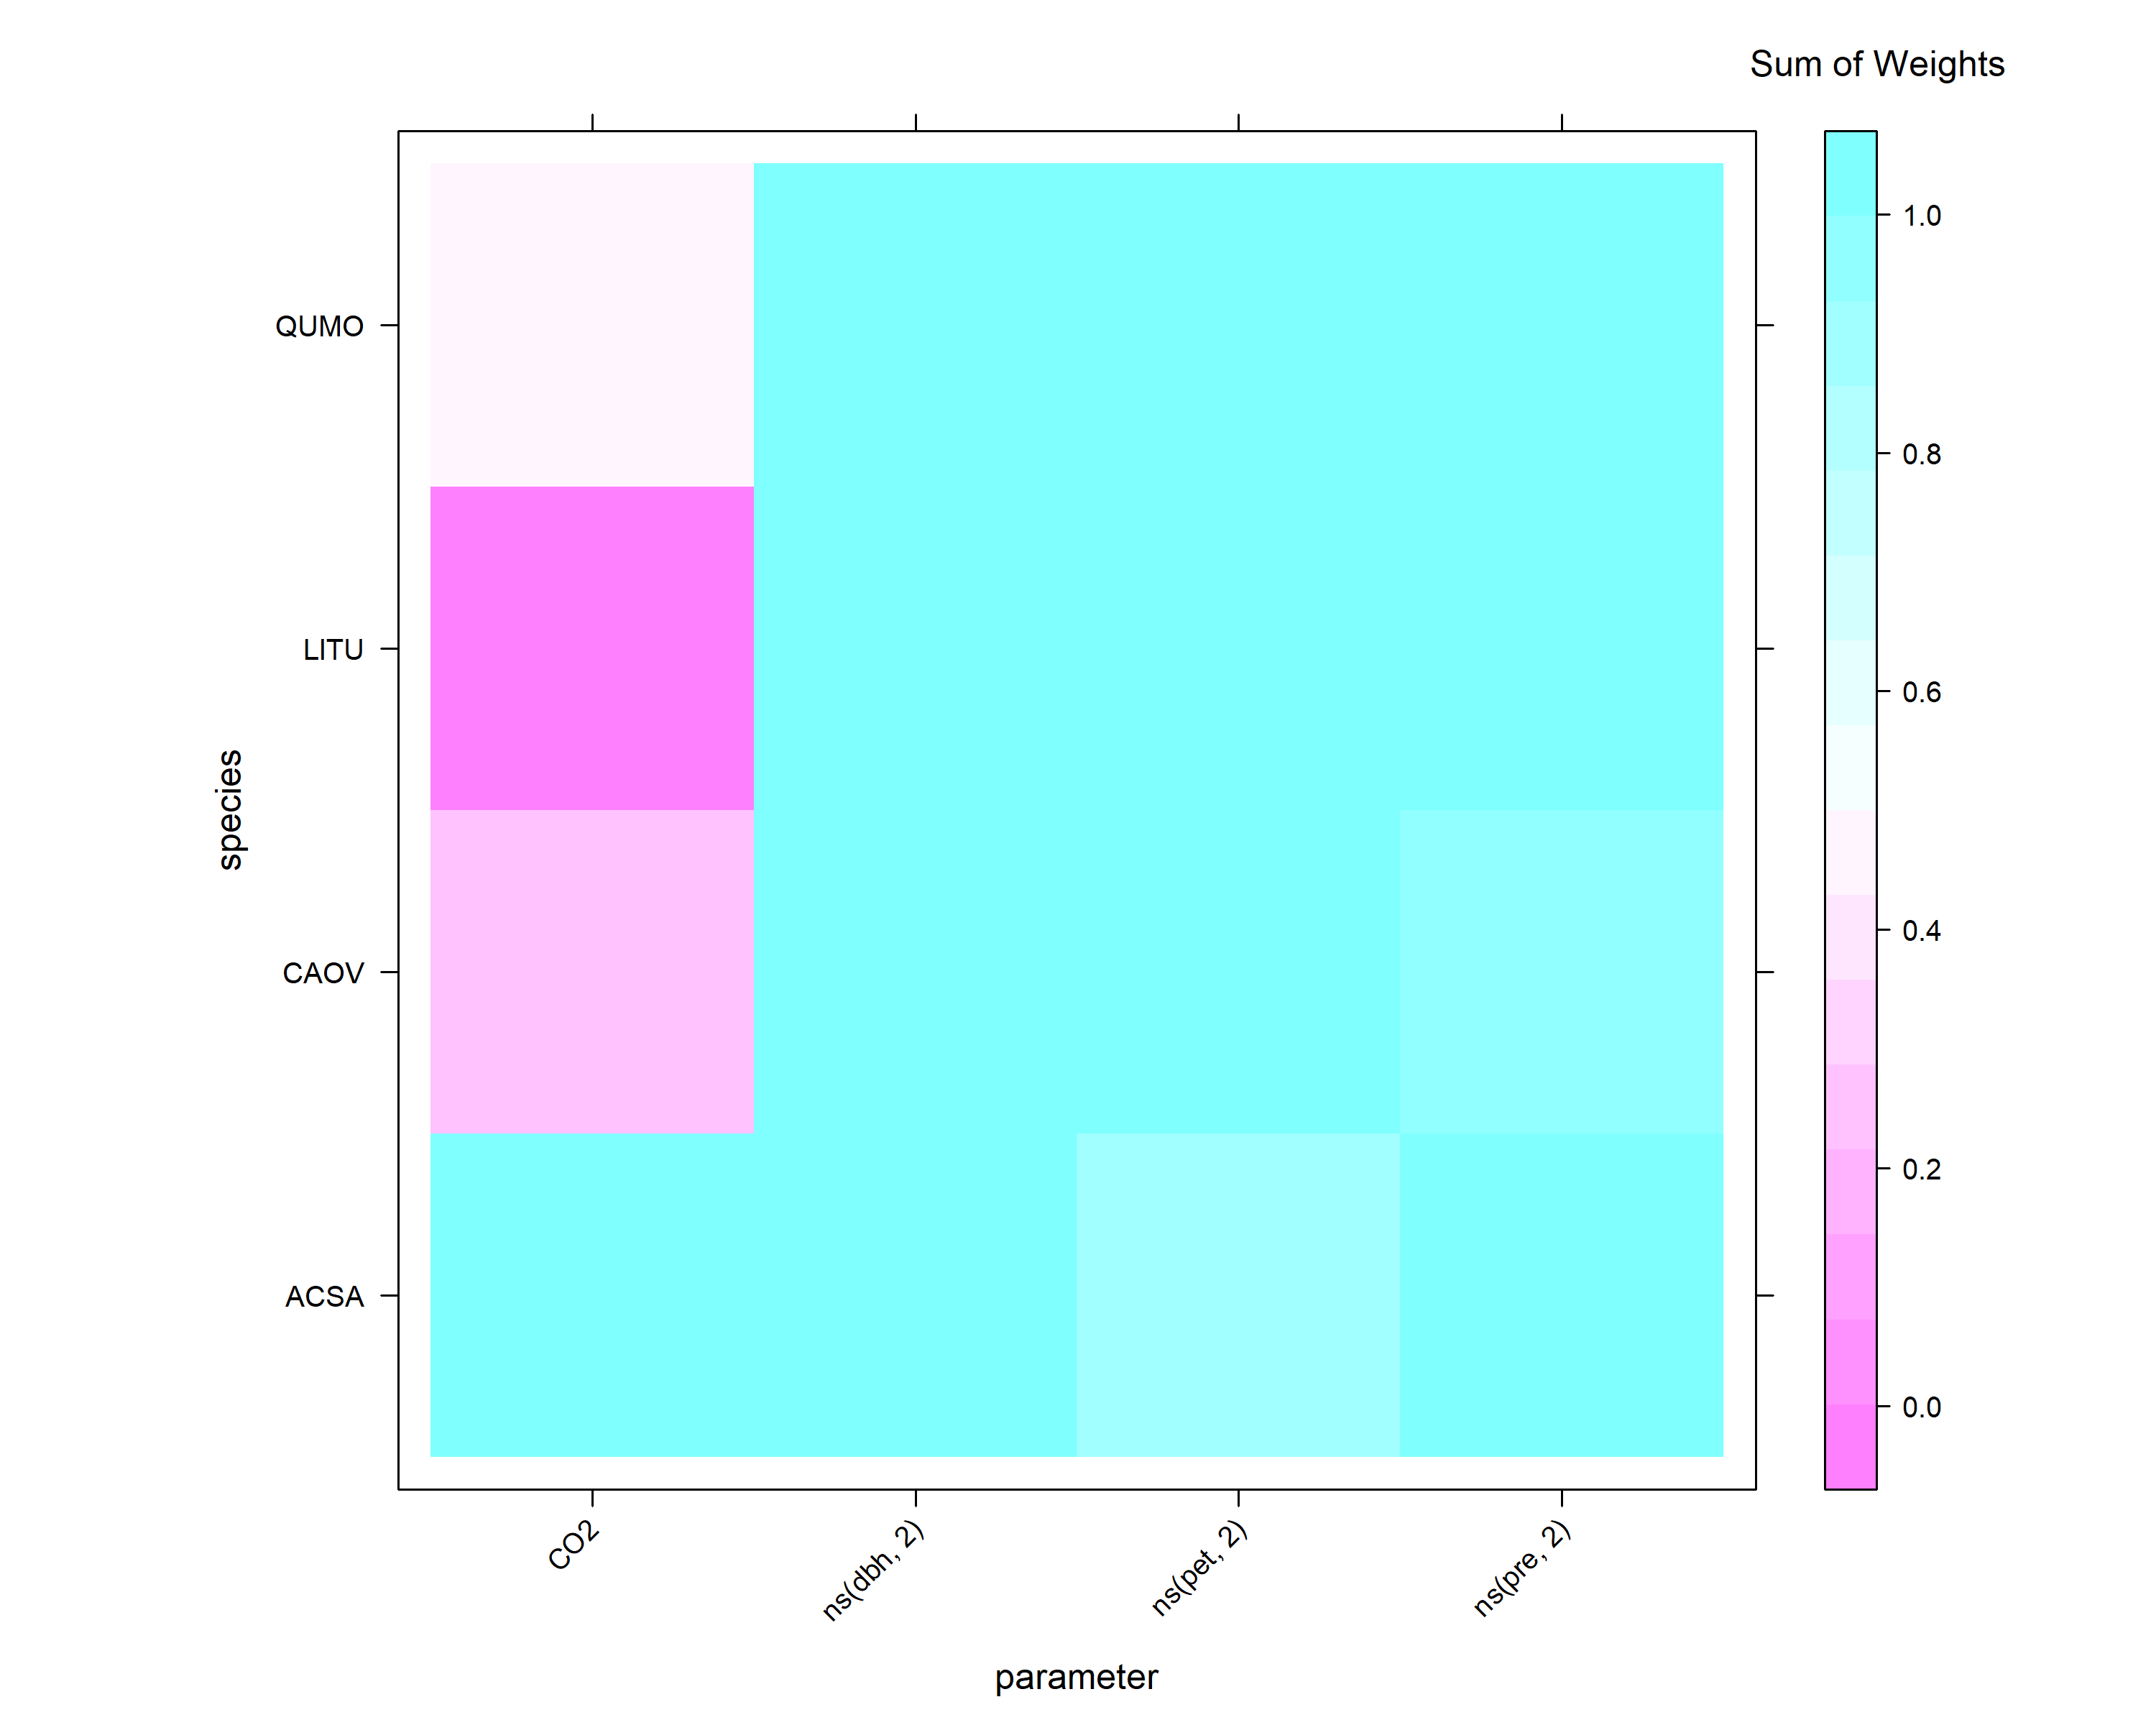 Sum of Weights
1.0
0.8
0.6
0.4
0.2
0.0
species
QUMO
LITU
CAOV
ACSA
CO2
ns(dbh, 2)
ns(pet, 2)
ns(pre, 2)
parameter